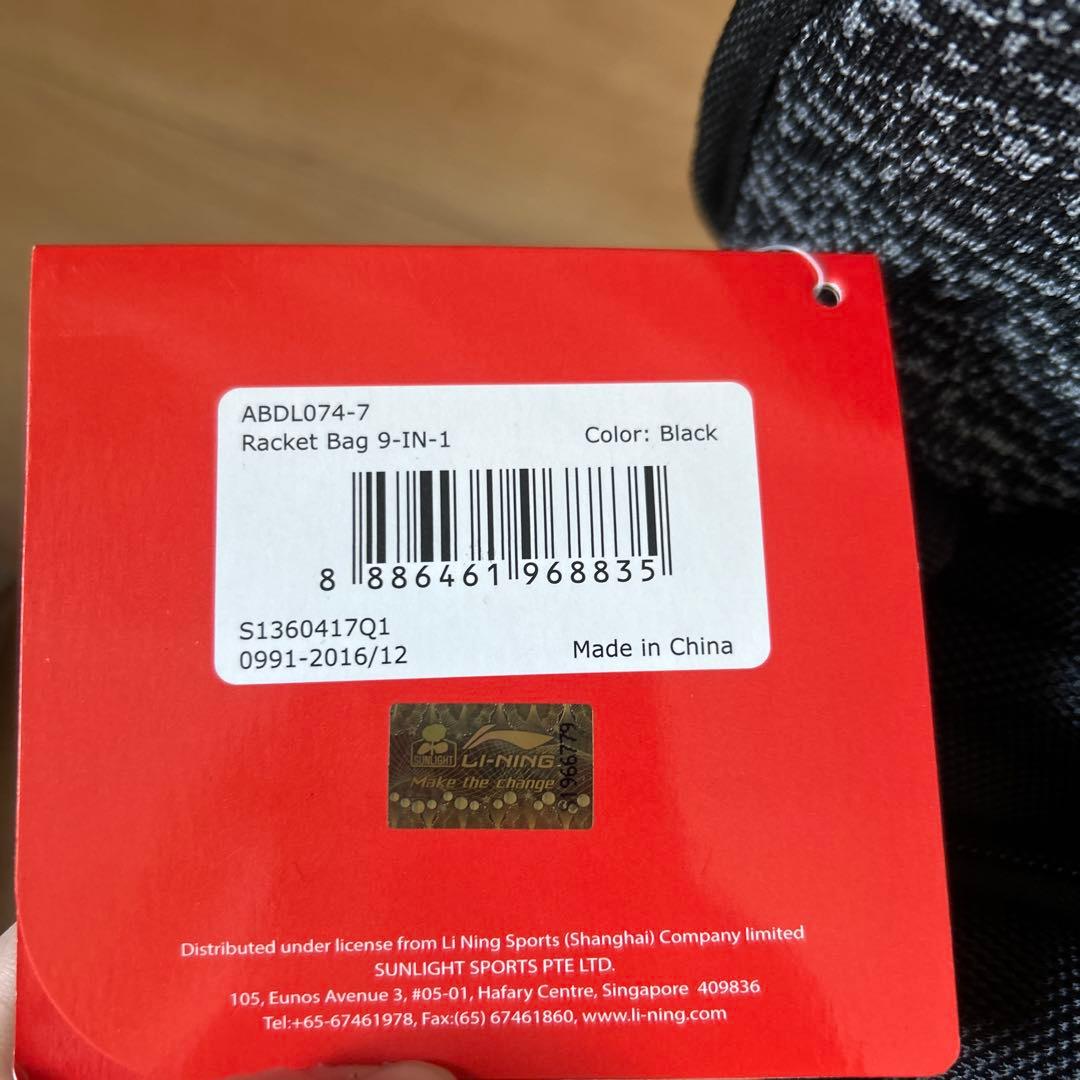 ABDL074-7
Racket Bag 9-IN-1 Color: Black
8 886461 968835
S1360417Q1
0991-2016/12 Made in China
SUNLIGHT LI-NING
Make the change
Distributed under license from Li Ning Sports (Shanghai) Company limited
SUNLIGHT SPORTS PTE LTD.
105, Eunos Avenue 3, #05-01, Hafary Centre, Singapore 409836
Tel:+65-67461978, Fax:(65) 67461860, www.li-ning.com